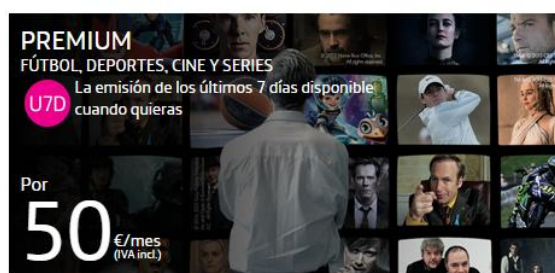 PREMIUM
FÚTBOL, DEPORTES, CINE Y SERIES
U7D
La emisión de los últimos 7 días disponible
cuando quieras
Por
50 €/mes
(IVA incl.)